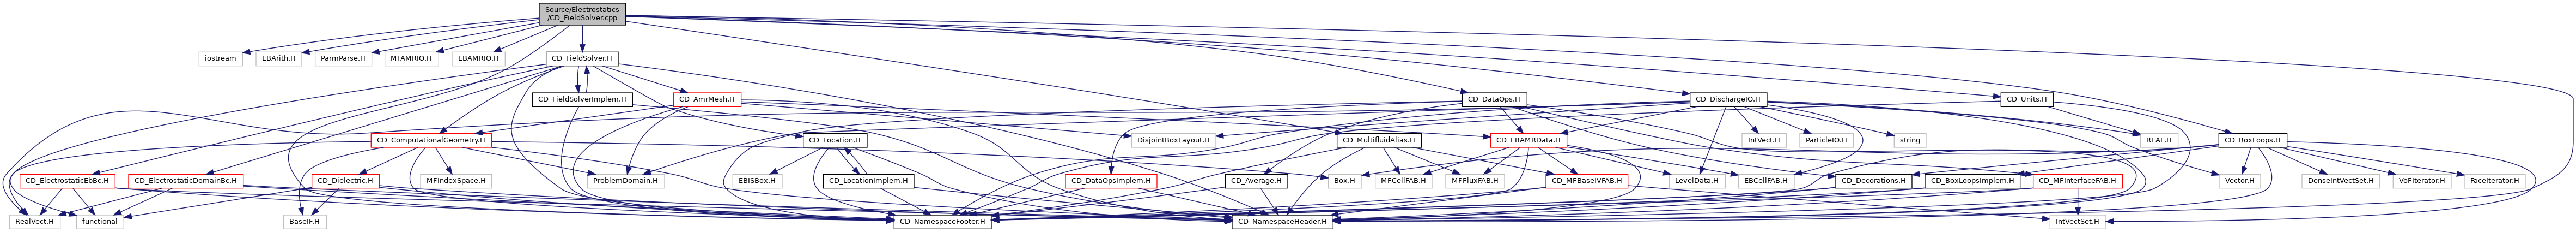 Source/Electrostatics
/CD_FieldSolver.cpp
iostream
EBArith.H
ParmParse.H
MFAMRIO.H
EBAMRIO.H
CD_FieldSolver.H
CD_FieldSolverImplem.H
CD_AmrMesh.H
CD_DataOps.H
CD_DischargeIO.H
CD_Units.H
CD_ComputationalGeometry.H
CD_Location.H
DisjointBoxLayout.H
CD_MultifluidAlias.H
CD_EBAMRData.H
IntVect.H
ParticleIO.H
string
REAL.H
CD_BoxLoops.H
CD_ElectrostaticEbBc.H
CD_ElectrostaticDomainBc.H
CD_Dielectric.H
MFIndexSpace.H
ProblemDomain.H
EBISBox.H
CD_LocationImplem.H
CD_DataOpsImplem.H
CD_Average.H
Box.H
MFCellFAB.H
MFFluxFAB.H
CD_MFBaseIVFAB.H
LevelData.H
EBCellFAB.H
CD_Decorations.H
CD_BoxLoopsImplem.H
CD_MFInterfaceFAB.H
Vector.H
DenseIntVectSet.H
VoFIterator.H
FaceIterator.H
RealVect.H
functional
BaseIF.H
CD_NamespaceFooter.H
CD_NamespaceHeader.H
IntVectSet.H